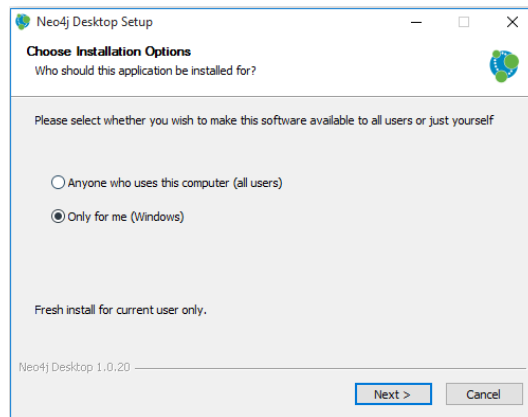 Neo4j Desktop Setup
Choose Installation Options
Who should this application be installed for?
Please select whether you wish to make this software available to all users or just yourself
Anyone who uses this computer (all users)
Only for me (Windows)
Fresh install for current user only.
Neo4j Desktop 1.0.20
Next >
Cancel